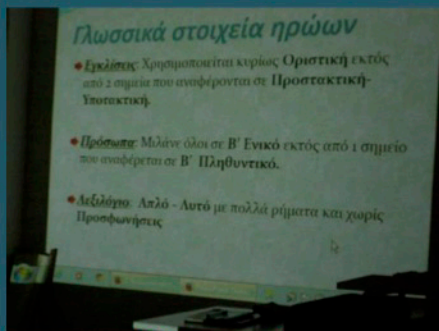 Γλωσσικά στοιχεία ηρώων
Εγκλίσεις: Χρησιμοποιείται κυρίως Οριστική εκτός
από 2 σημεία που αναφέρονται σε Προστακτική-
Υποτακτική.
Πρόσωπα: Μιλάνε όλοι σε Β΄ Ενικό εκτός από 1 σημείο
που αναφέρεται σε Β΄ Πληθυντικό.
Λεξιλόγιο: Απλό - Λυτό με πολλά ρήματα και χωρίς
Προσφωνήσεις